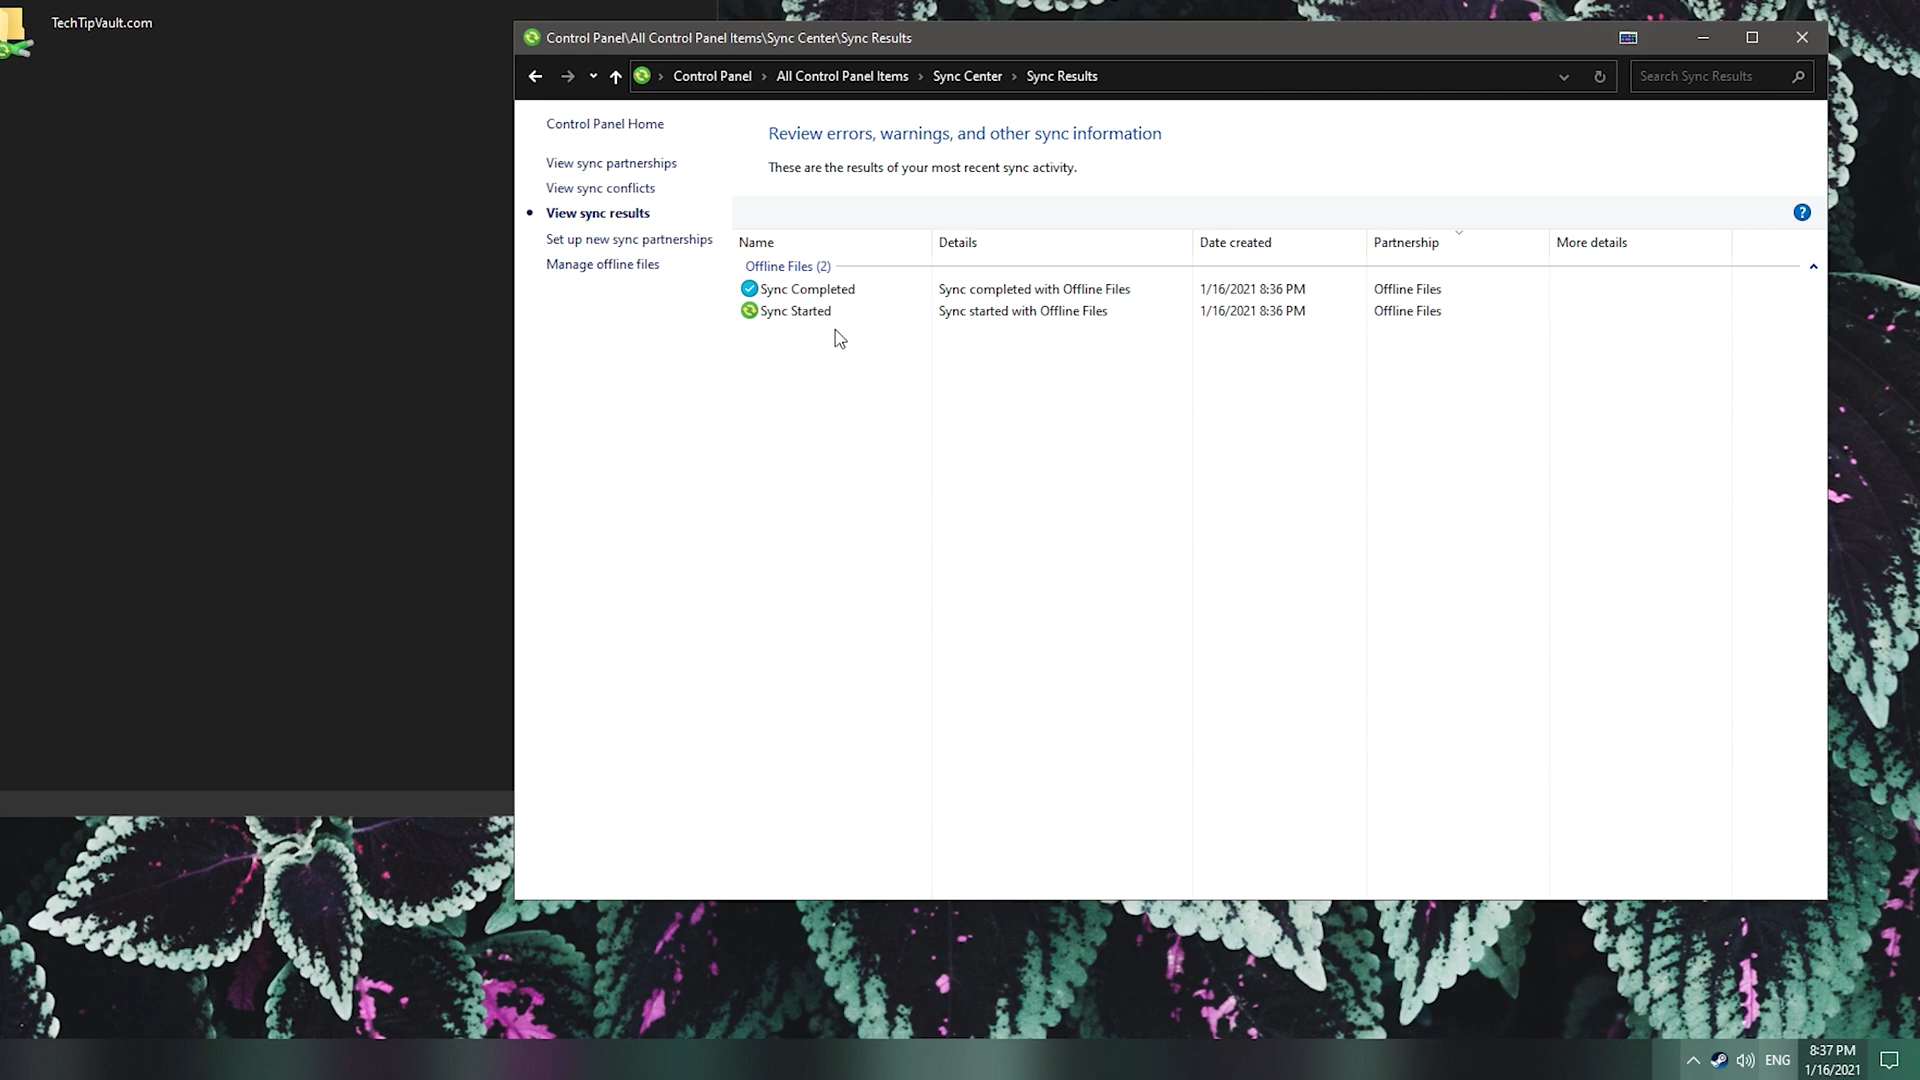 TechTipVault.com
Control Panel\All Control Panel Items\Sync Center\Sync Results
Control Panel All Control Panel Items Sync Center Sync Results
Search Sync Results
Control Panel Home
View sync partnerships
View sync conflicts
View sync results
Set up new sync partnerships
Manage offline files
Review errors, warnings, and other sync information
These are the results of your most recent sync activity.
Name Details Date created Partnership More details
Offline Files (2)
Sync Completed Sync completed with Offline Files 1/16/2021 8:36 PM Offline Files
Sync Started Sync started with Offline Files 1/16/2021 8:36 PM Offline Files
ENG
8:37 PM
1/16/2021